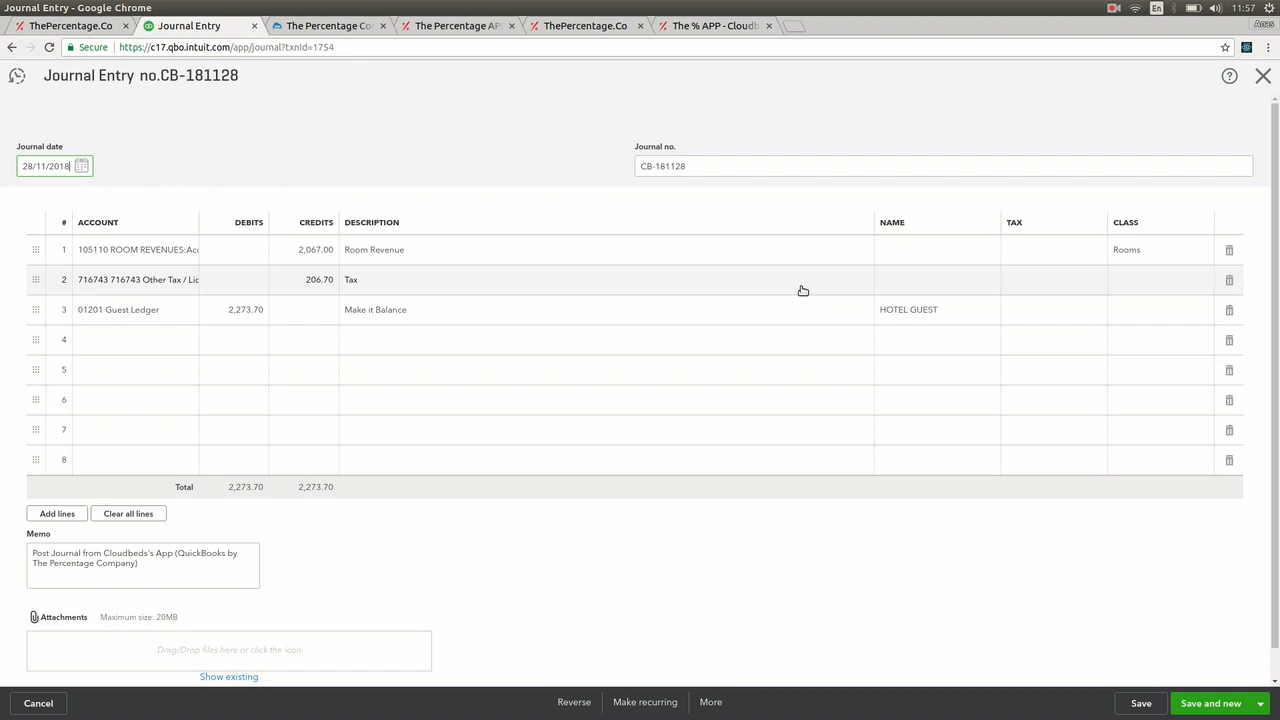 Journal Entry - Google Chrome
En
11:57
ThePercentage.Co
Journal Entry
The Percentage Co
The Percentage AP
ThePercentage.Co
The % APP - Cloudb
Anas
Secure
https://c17.qbo.intuit.com/app/journal?txnId=1754
Journal Entry no.CB-181128
Journal date
Journal no.
28/11/2018
CB-181128
# ACCOUNT DEBITS CREDITS DESCRIPTION NAME TAX CLASS
1 105110 ROOM REVENUES:Acc 2,067.00 Room Revenue Rooms
2 716743 716743 Other Tax / Lic 206.70 Tax
3 01201 Guest Ledger 2,273.70 Make it Balance HOTEL GUEST
4
5
6
7
8
Total 2,273.70 2,273.70
Add lines
Clear all lines
Memo
Post Journal from Cloudbeds's App (QuickBooks by
The Percentage Company)
Attachments Maximum size: 20MB
Drag/Drop files here or click the icon
Show existing
Cancel
Reverse
Make recurring
More
Save
Save and new